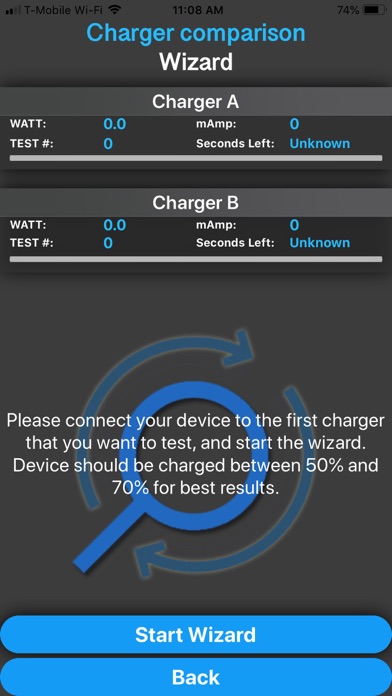 T-Mobile Wi-Fi 11:08 AM 74%
Charger comparison
Wizard
Charger A
WATT: 0.0 mAmp: 0
TEST #: 0 Seconds Left: Unknown
Charger B
WATT: 0.0 mAmp: 0
TEST #: 0 Seconds Left: Unknown
Please connect your device to the first charger
that you want to test, and start the wizard.
Device should be charged between 50% and
70% for best results.
Start Wizard
Back